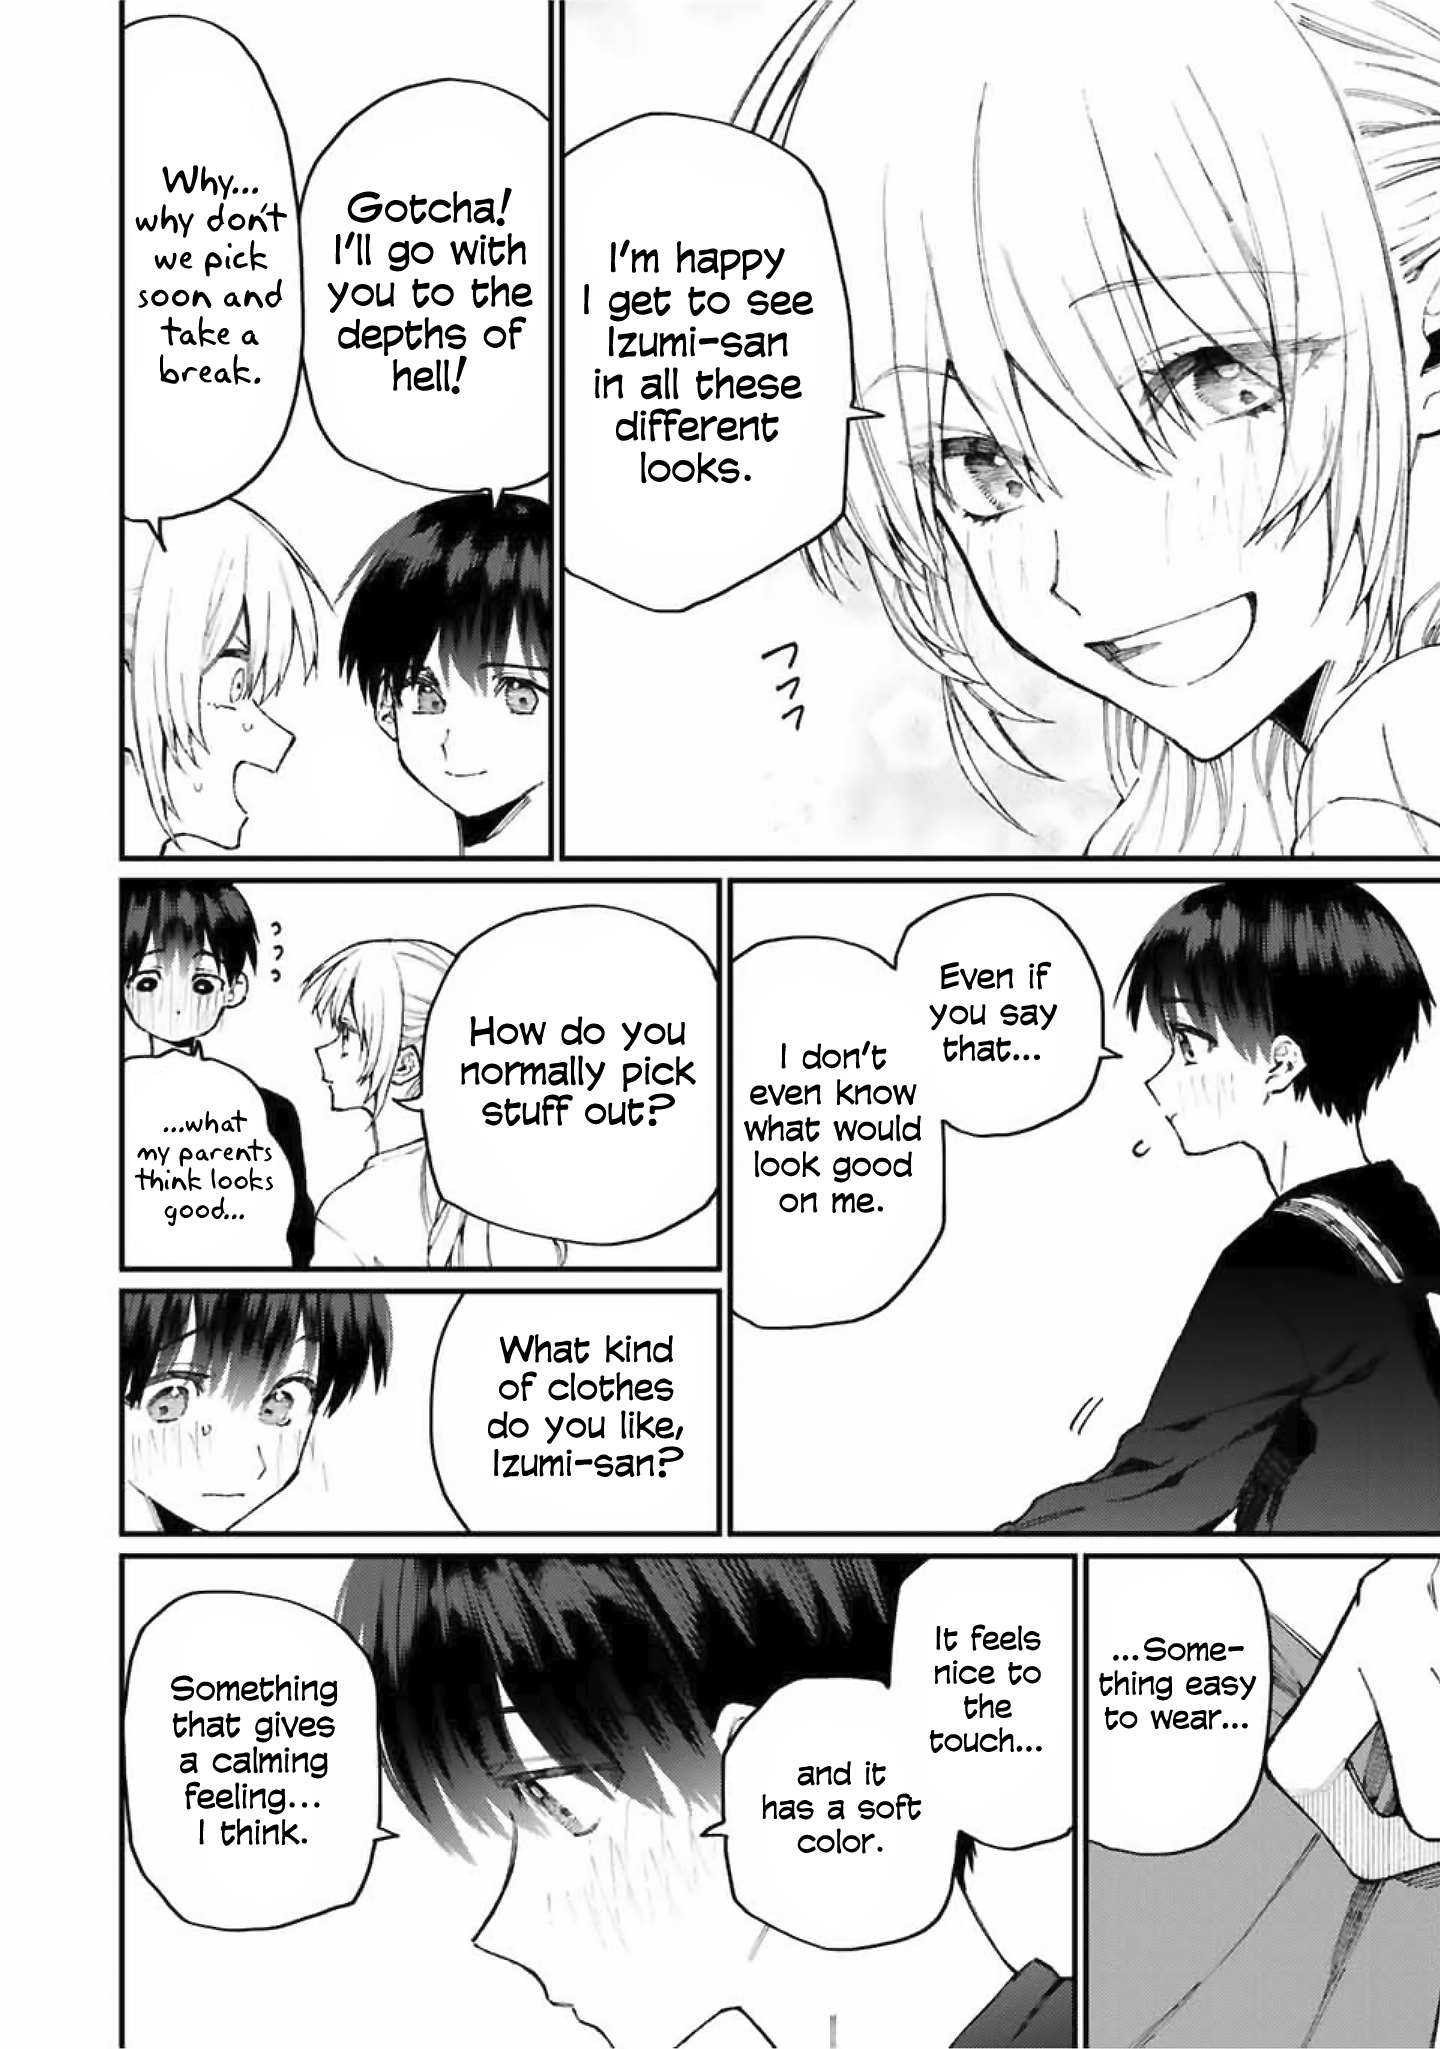 I'm happy
I get to see
Izumi-san
in all these
different
looks.
フフフ
Gotcha!
I'll go with
you to the
depths of
hell!
Why...
why don't
we pick
soon and
take a
break.
Even if
you say
that...
I don't
even know
what would
look good
on me.
How do you
normally pick
stuff out?
...what
my parents
think looks
good...
What kind
of clothes
do you like,
Izumi-san?
...Some-
thing easy
to wear...
It feels
nice to
the
touch...
and it
has a soft
color.
Something
that gives
a calming
feeling...
I think.